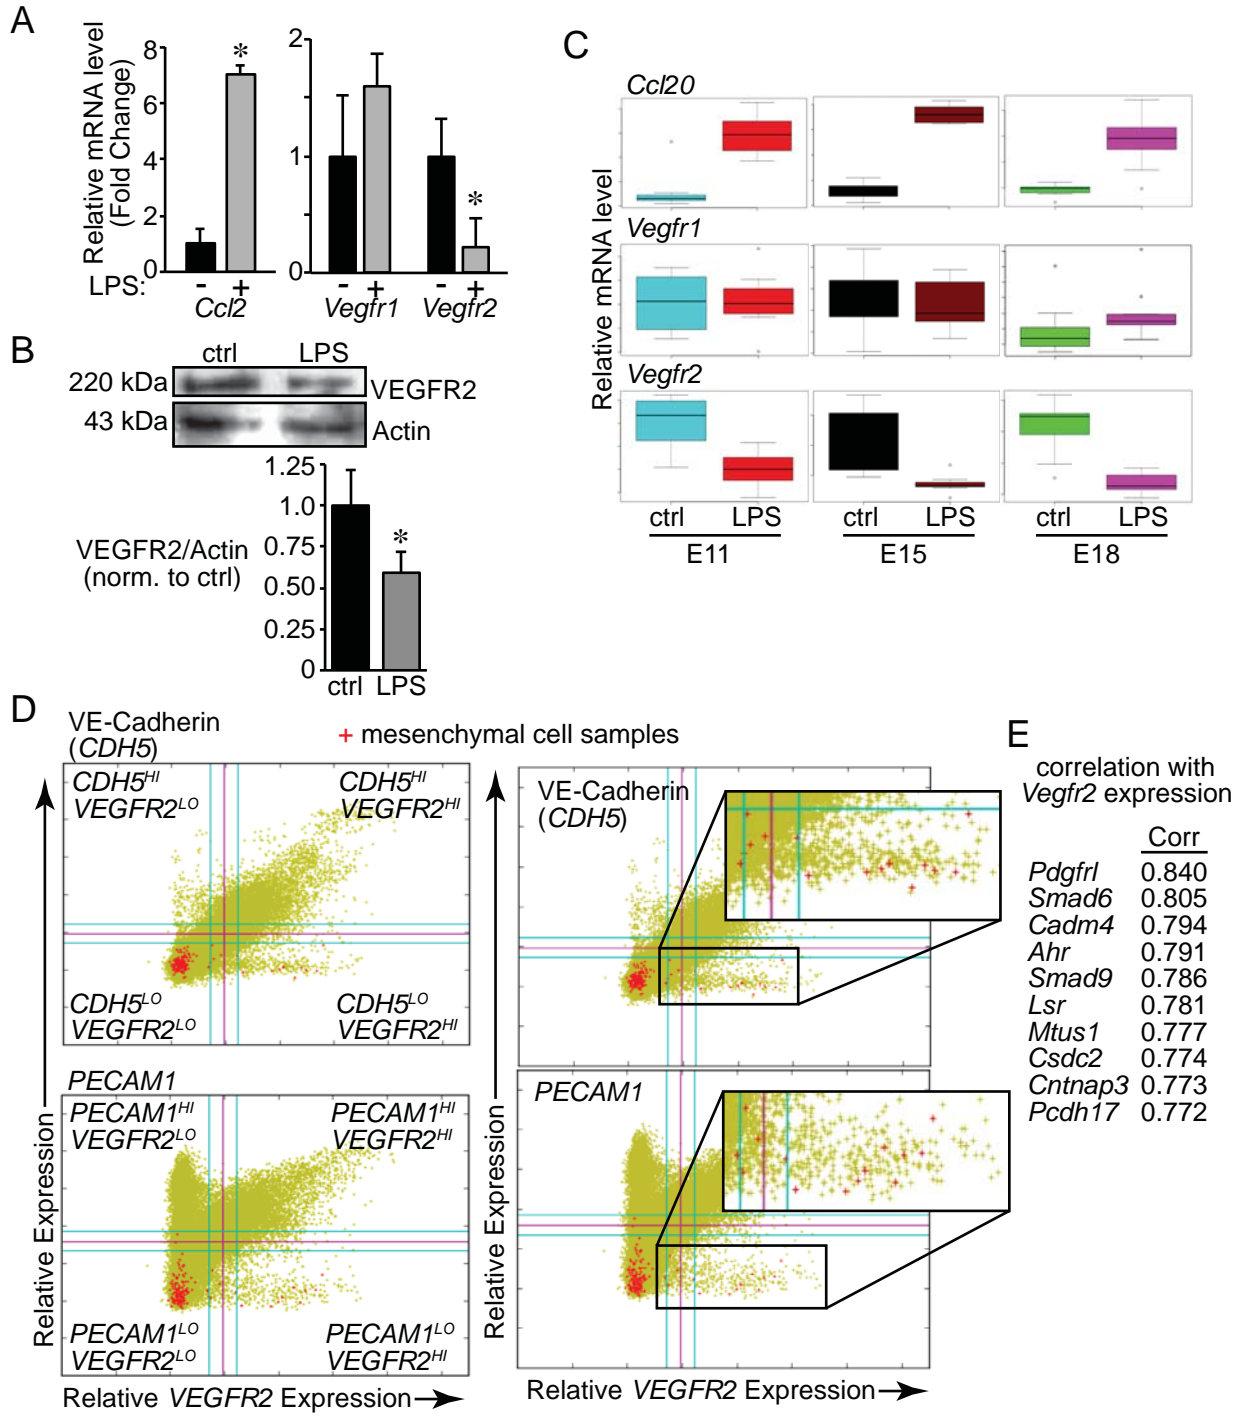 A
Relative mRNA level
(Fold Change)
8
6
4
2
0
*
2
1
0
*
LPS:
- +
- +
- +
Ccl2
Vegfr1
Vegfr2
B
ctrl LPS
220 kDa
VEGFR2
43 kDa
Actin
VEGFR2/Actin
(norm. to ctrl)
1.25
1.0
0.75
0.50
0.25
0
*
ctrl LPS
C
Relative mRNA level
Ccl20
Vegfr1
Vegfr2
ctrl LPS
ctrl LPS
ctrl LPS
E11
E15
E18
D
VE-Cadherin
(CDH5)
+ mesenchymal cell samples
CDH5HI
VEGFR2LO
CDH5HI
VEGFR2HI
CDH5LO
VEGFR2LO
CDH5LO
VEGFR2HI
VE-Cadherin
(CDH5)
PECAM1
PECAM1HI
VEGFR2LO
PECAM1HI
VEGFR2HI
PECAM1LO
VEGFR2LO
PECAM1LO
VEGFR2HI
PECAM1
Relative Expression
Relative Expression
Relative VEGFR2 Expression
Relative VEGFR2 Expression
E
correlation with
Vegfr2 expression
Corr
Pdgfrl 0.840
Smad6 0.805
Cadm4 0.794
Ahr 0.791
Smad9 0.786
Lsr 0.781
Mtus1 0.777
Csdc2 0.774
Cntnap3 0.773
Pcdh17 0.772